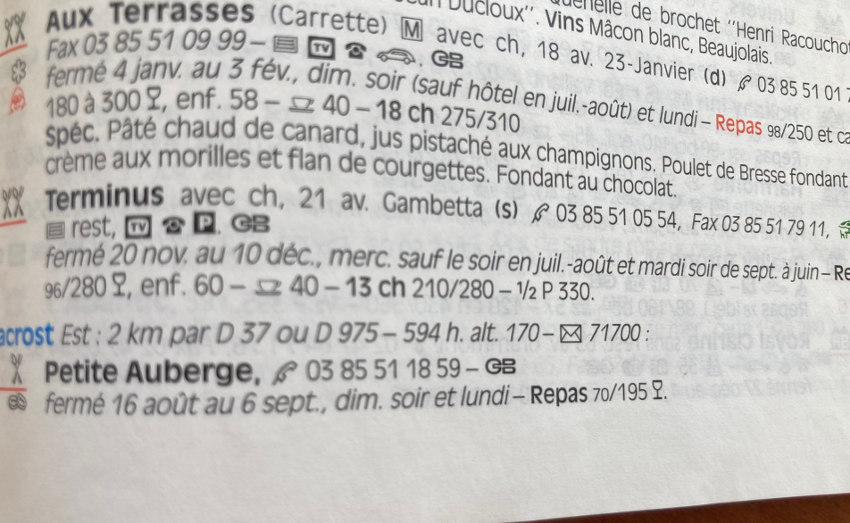 Ducloux". Vins Mâcon blanc, Beaujolais.
de brochet "Henri Racouchot
Aux Terrasses (Carrette) M avec ch, 18 av. 23-Janvier (d) 03 85 51 01
Fax 03 85 51 09 99 – TV GB
fermé 4 janv. au 3 fév., dim. soir (sauf hôtel en juil.-août) et lundi – Repas 98/250 et
180 à 300, enf. 58 – 40 – 18 ch 275/310
spéc. Pâté chaud de canard, jus pistaché aux champignons. Poulet de Bresse fondant
crème aux morilles et flan de courgettes. Fondant au chocolat.
Terminus avec ch, 21 av. Gambetta (s) 03 85 51 05 54, Fax 03 85 51 79 11,
rest, TV P. GB
fermé 20 nov. au 10 déc., merc. sauf le soir en juil.-août et mardi soir de sept. à juin – Re
96/280, enf. 60 – 40 – 13 ch 210/280 – ½ P 330.
acrost Est : 2 km par D 37 ou D 975 – 594 h. alt. 170 – 71700 :
Petite Auberge, 03 85 51 18 59 – GB
fermé 16 août au 6 sept., dim. soir et lundi – Repas 70/195.